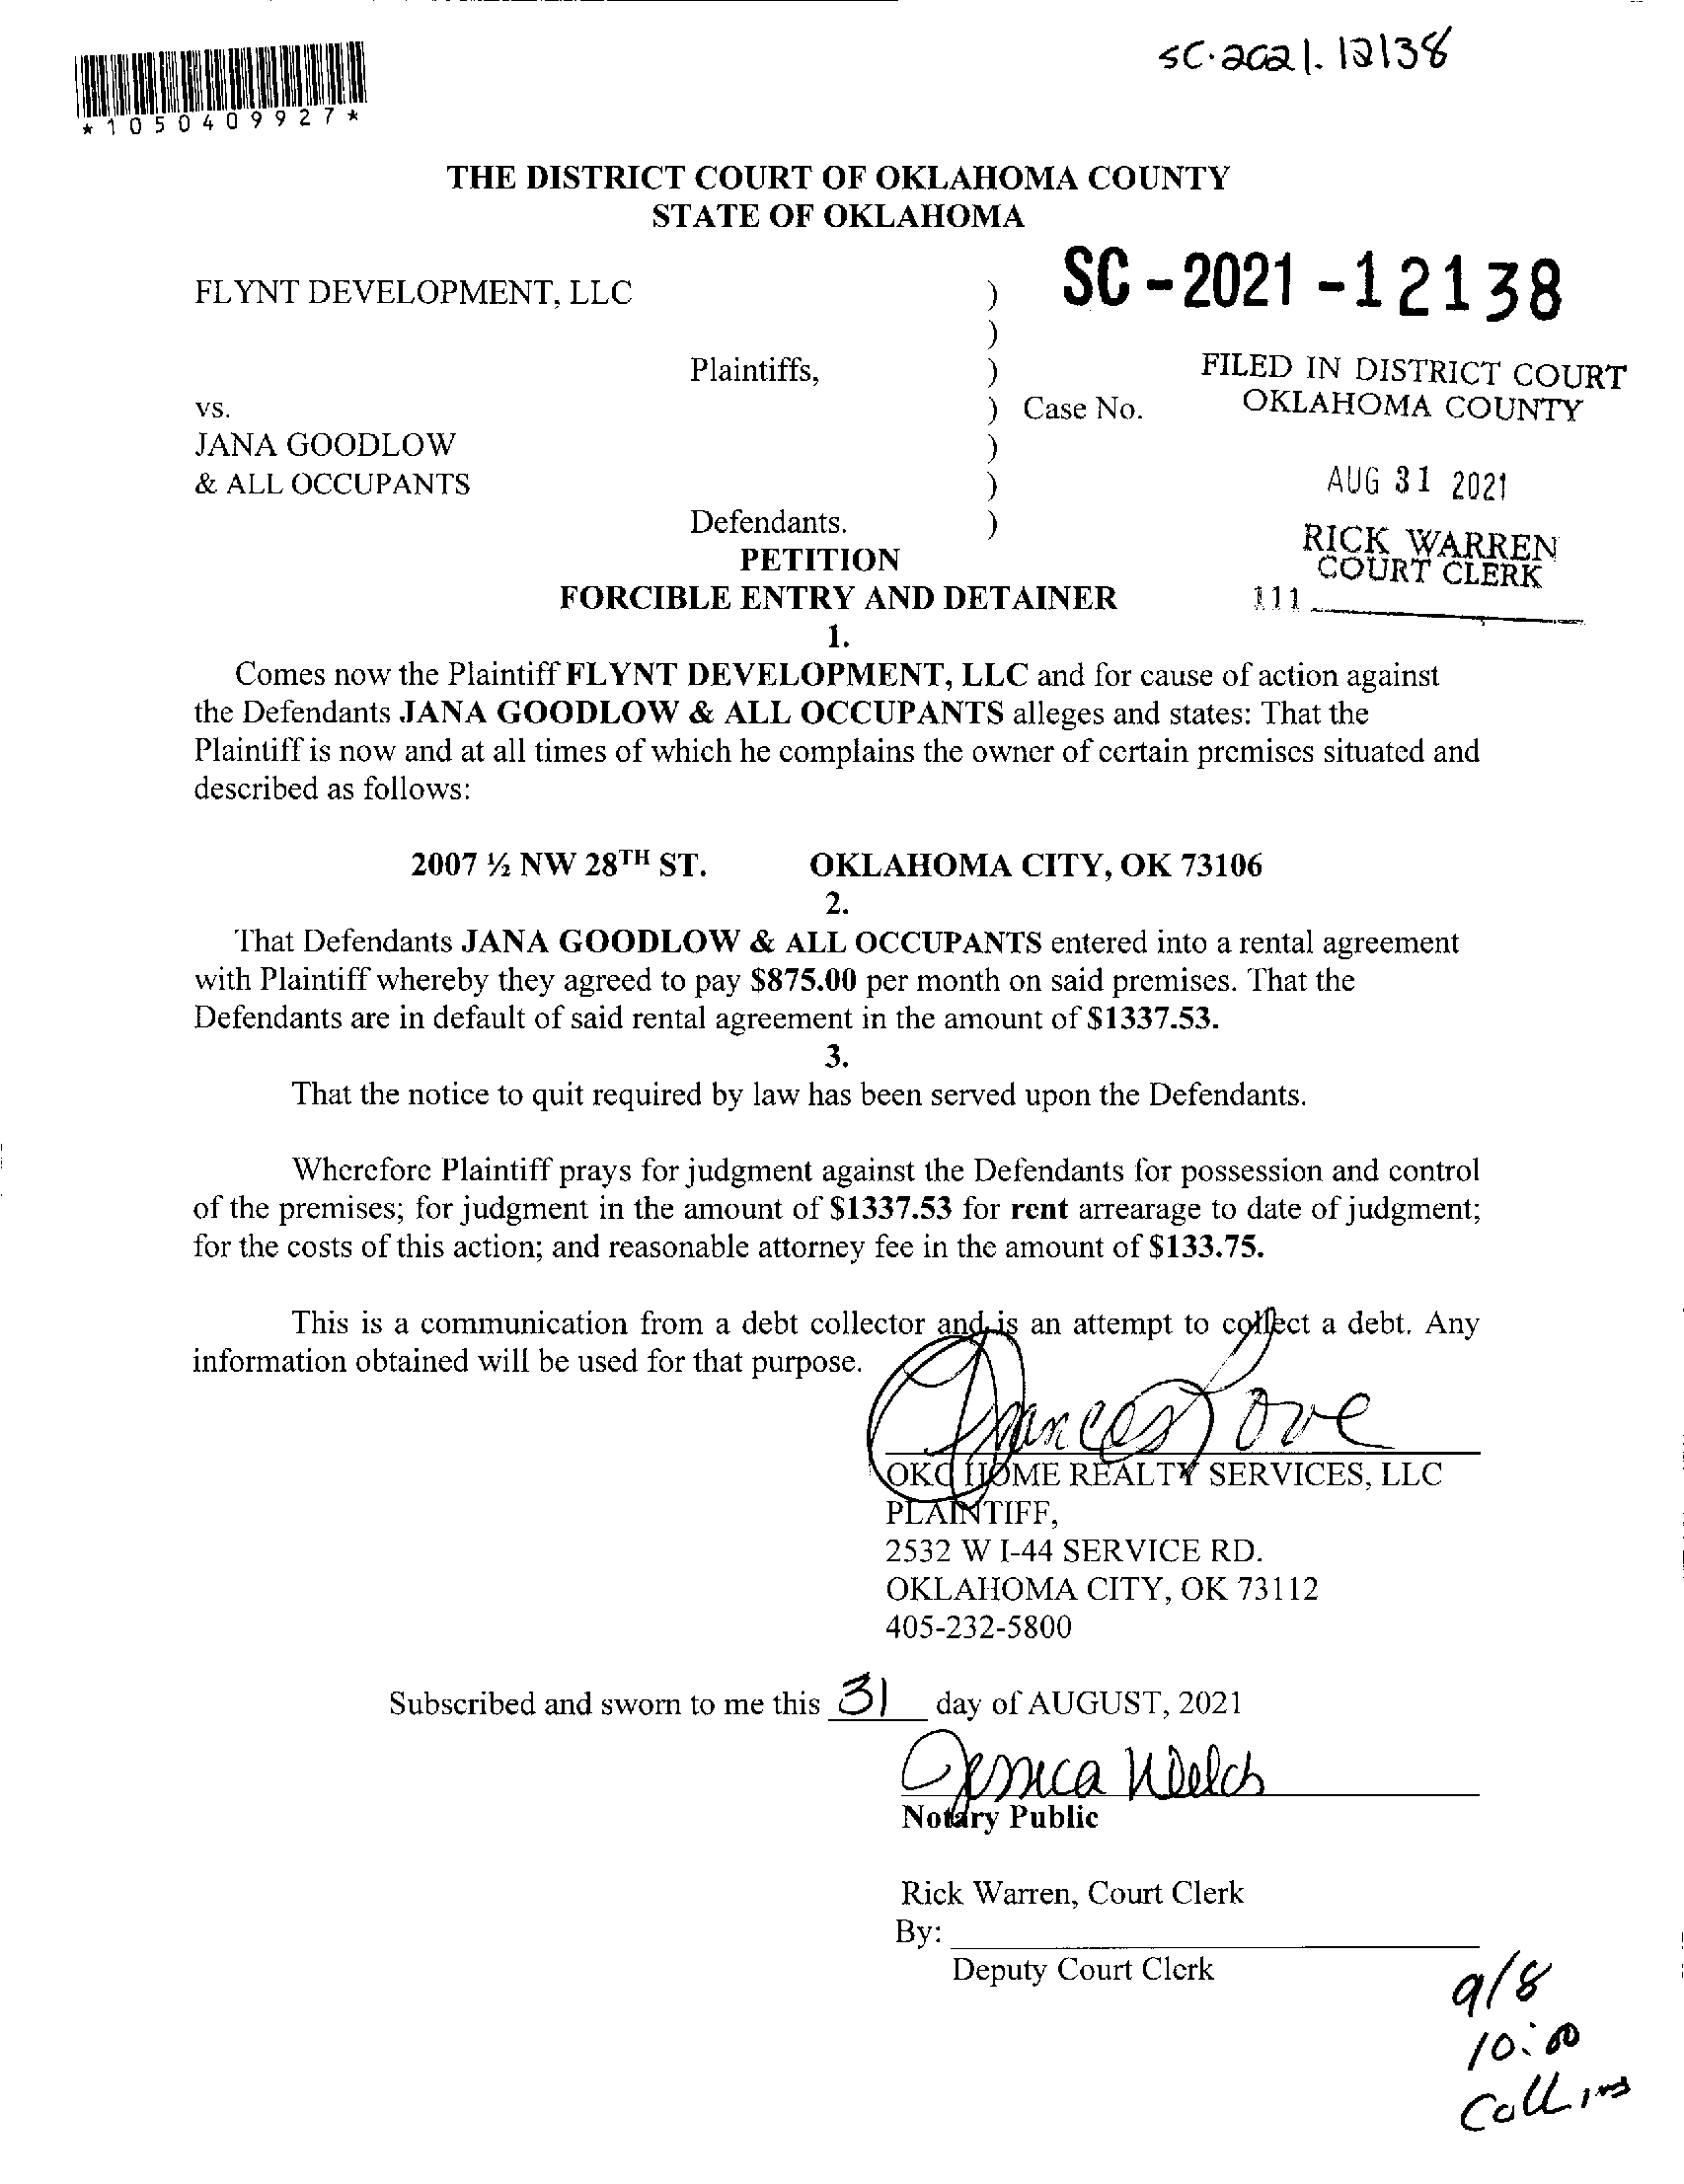 SC-2021-12138
*1050409927*
THE DISTRICT COURT OF OKLAHOMA COUNTY
STATE OF OKLAHOMA
SC-2021-12138
FLYNT DEVELOPMENT, LLC )
)
Plaintiffs, )
FILED IN DISTRICT COURT
vs. ) Case No.
OKLAHOMA COUNTY
JANA GOODLOW )
& ALL OCCUPANTS )
AUG 31 2021
Defendants. )
RICK WARREN
COURT CLERK
PETITION
FORCIBLE ENTRY AND DETAINER
111
1.
Comes now the Plaintiff FLYNT DEVELOPMENT, LLC and for cause of action against
the Defendants JANA GOODLOW & ALL OCCUPANTS alleges and states: That the
Plaintiff is now and at all times of which he complains the owner of certain premises situated and
described as follows:
2007 ½ NW 28TH ST. OKLAHOMA CITY, OK 73106
2.
That Defendants JANA GOODLOW & ALL OCCUPANTS entered into a rental agreement
with Plaintiff whereby they agreed to pay $875.00 per month on said premises. That the
Defendants are in default of said rental agreement in the amount of $1337.53.
3.
That the notice to quit required by law has been served upon the Defendants.
Wherefore Plaintiff prays for judgment against the Defendants for possession and control
of the premises; for judgment in the amount of $1337.53 for rent arrearage to date of judgment;
for the costs of this action; and reasonable attorney fee in the amount of $133.75.
This is a communication from a debt collector and is an attempt to collect a debt. Any
information obtained will be used for that purpose.
Frances Love
OKC HOME REALTY SERVICES, LLC
PLAINTIFF,
2532 W I-44 SERVICE RD.
OKLAHOMA CITY, OK 73112
405-232-5800
Subscribed and sworn to me this 31 day of AUGUST, 2021
Jessica Welch
Notary Public
Rick Warren, Court Clerk
By:
Deputy Court Clerk
9/8
10:00
Collins